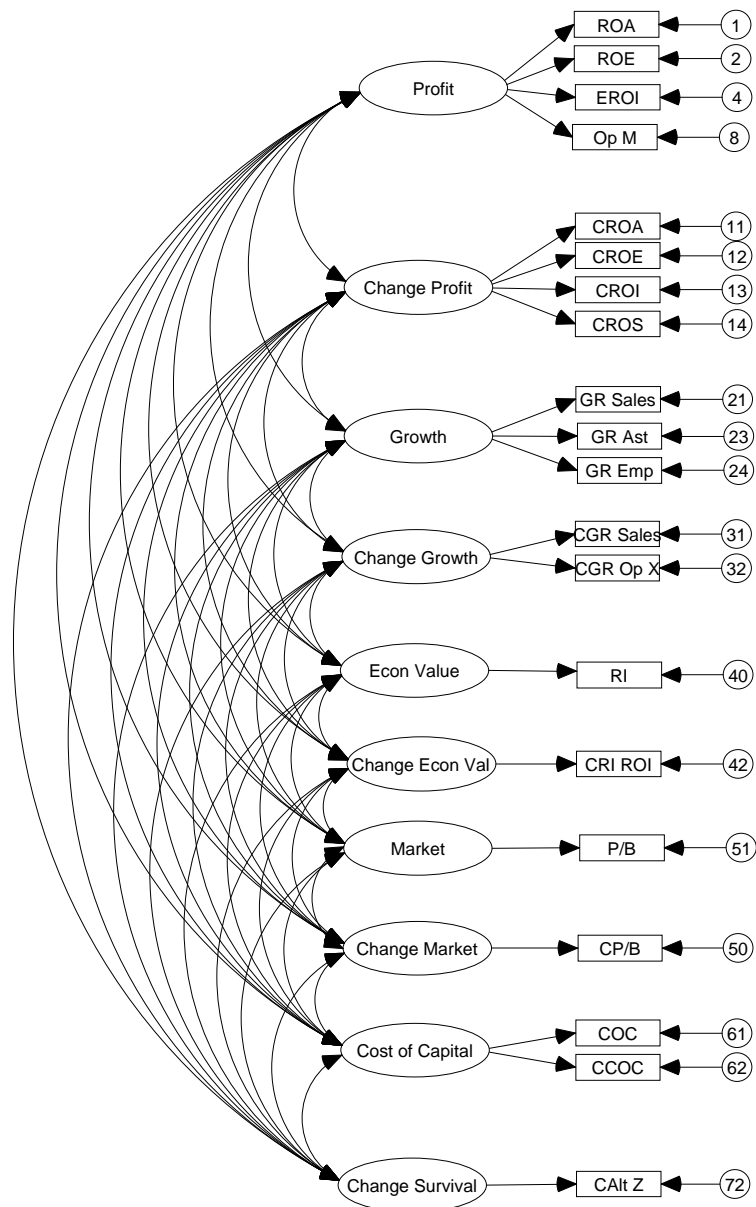 ROA 1
ROE 2
Profit
EROI 4
Op M 8
CROA 11
CROE 12
Change Profit
CROI 13
CROS 14
GR Sales 21
Growth
GR Ast 23
GR Emp 24
CGR Sales 31
Change Growth
CGR Op X 32
Econ Value
RI 40
Change Econ Val
CRI ROI 42
Market
P/B 51
Change Market
CP/B 50
COC 61
Cost of Capital
CCOC 62
Change Survival
CAlt Z 72